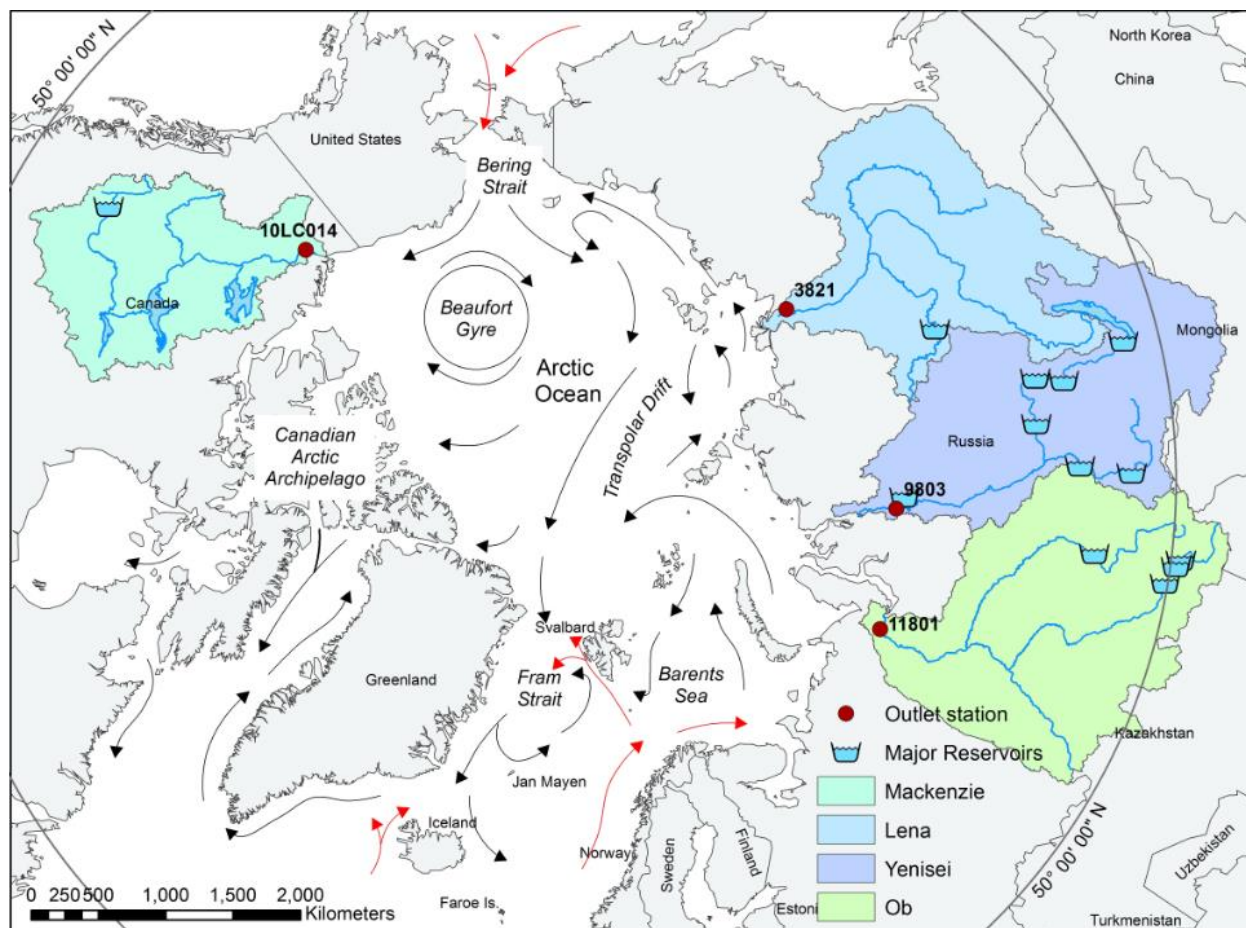 50° 00' 00" N
North Korea
China
United States
Bering
Strait
10LC014
3821
Canada
Beaufort
Gyre
Mongolia
Arctic
Ocean
Transpolar Drift
Canadian
Arctic
Archipelago
Russia
9803
Svalbard
11801
Greenland
Fram
Strait
Barents
Sea
Outlet station
Kazakhstan
Major Reservoirs
Jan Mayen
Mackenzie
Iceland
Lena
Norway
Sweden
Finland
50° 00' 00" N
Yenisei
Uzbekistan
0 250 500 1,000 1,500 2,000
Kilometers
Faroe Is.
Estoni
Ob
Turkmenistan